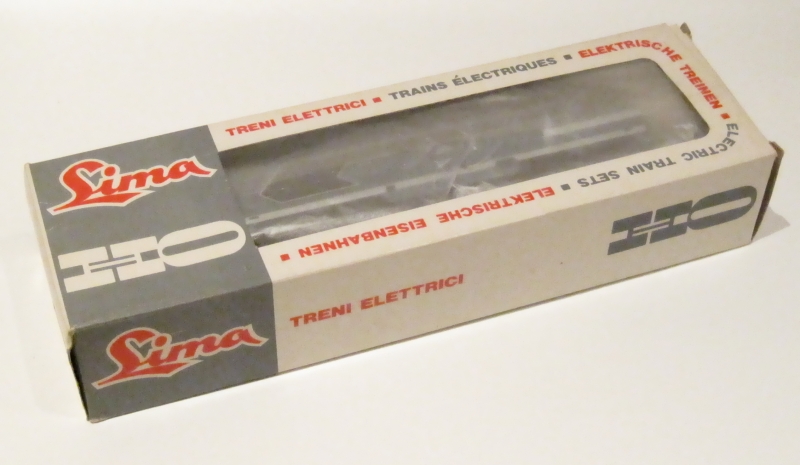 Lima
HO
TRENI ELETTRICI ▪ TRAINS ÉLECTRIQUES ▪ ELEKTRISCHE TREINEN ▪ ELECTRIC TRAIN SETS ▪ ELEKTRISCHE EISENBAHNEN ▪
Lima
TRENI ELETTRICI
HO